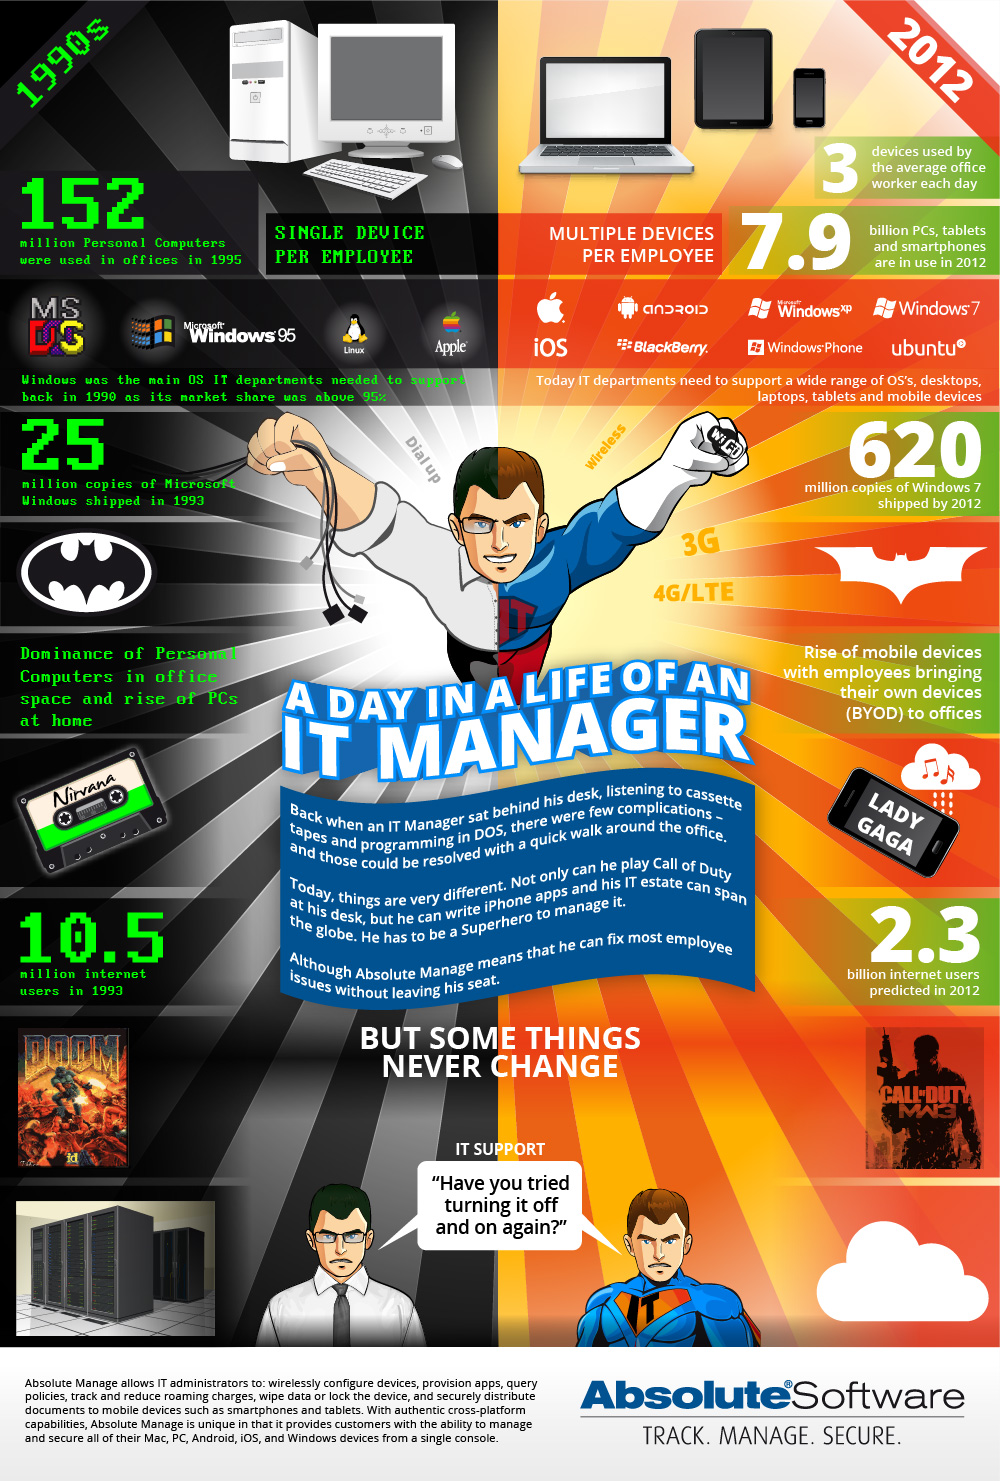 1990s
2012
3
devices used by
the average office
worker each day
152
million Personal Computers
were used in offices in 1995
SINGLE DEVICE
PER EMPLOYEE
MULTIPLE DEVICES
PER EMPLOYEE
7.9
billion PCs, tablets
and smartphones
are in use in 2012
MS
DOS
Microsoft
Windows 95
Linux
Apple
ANDROID
Microsoft
Windows xp
Windows 7
iOS
BlackBerry.
Windows Phone
ubuntu
Windows was the main OS IT departments needed to support
back in 1990 as its market share was above 95%
Today IT departments need to support a wide range of OS's, desktops,
laptops, tablets and mobile devices
25
million copies of Microsoft
Windows shipped in 1993
Dial up
Wireless
Wi
620
million copies of Windows 7
shipped by 2012
3G
4G/LTE
IT
Dominance of Personal
Computers in office
space and rise of PCs
at home
Rise of mobile devices
with employees bringing
their own devices
(BYOD) to offices
A DAY IN A LIFE OF AN
IT MANAGER
Nirvana
LADY
GAGA
Back when an IT Manager sat behind his desk, listening to cassette
tapes and programming in DOS, there were few complications –
and those could be resolved with a quick walk around the office.
Today, things are very different. Not only can he play Call of Duty
at his desk, but he can write iPhone apps and his IT estate can span
the globe. He has to be a Superhero to manage it.
Although Absolute Manage means that he can fix most employee
issues without leaving his seat.
10.5
million internet
users in 1993
2.3
billion internet users
predicted in 2012
BUT SOME THINGS
NEVER CHANGE
DOOM
id
CALL OF DUTY
MW3
IT SUPPORT
“Have you tried
turning it off
and on again?”
IT
Absolute Manage allows IT administrators to: wirelessly configure devices, provision apps, query
policies, track and reduce roaming charges, wipe data or lock the device, and securely distribute
documents to mobile devices such as smartphones and tablets. With authentic cross-platform
capabilities, Absolute Manage is unique in that it provides customers with the ability to manage
and secure all of their Mac, PC, Android, iOS, and Windows devices from a single console.
Absolute®Software
TRACK. MANAGE. SECURE.